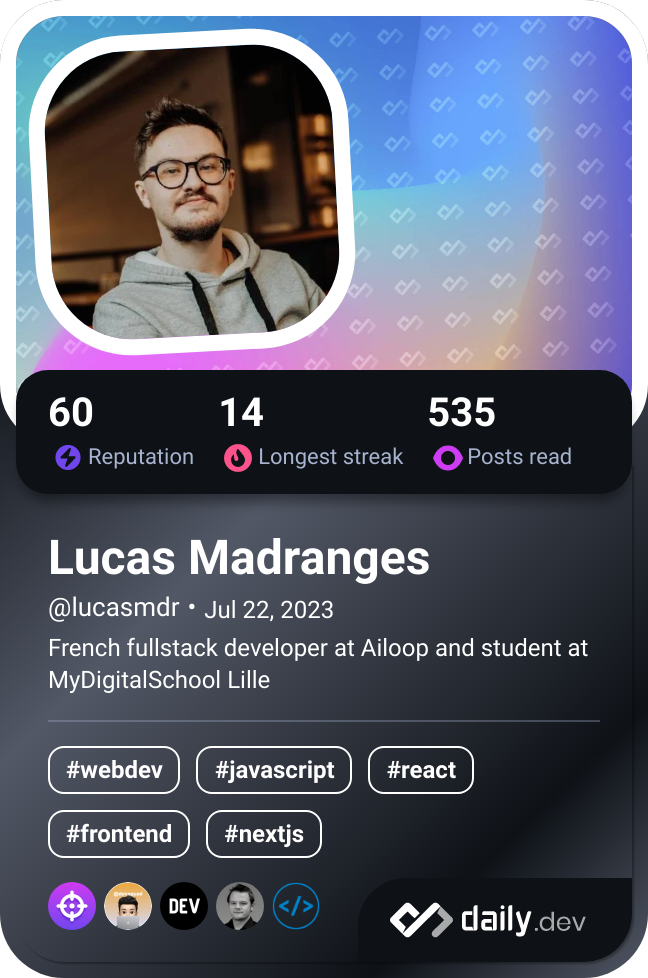 60 14 535
Reputation Longest streak Posts read
Lucas Madranges
@lucasmdr • Jul 22, 2023
French fullstack developer at Ailoop and student at
MyDigitalSchool Lille
#webdev #javascript #react
#frontend #nextjs
DEV </>
daily.dev